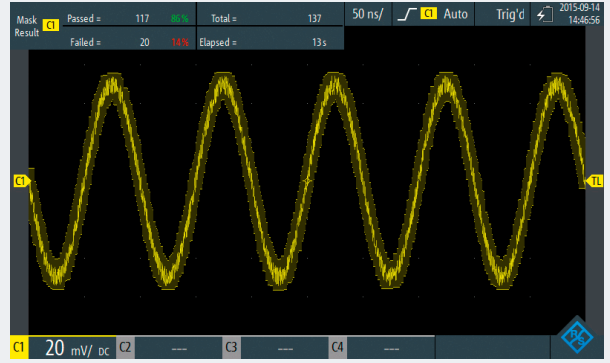 Mask Result C1 Passed = 117 86% Total = 137
Failed = 20 14% Elapsed = 13 s
50 ns/ C1 Auto Trig'd 2015-09-14
14:46:56
C1 TL
C1 20 mV/ DC C2 --- C3 --- C4 ---
R&S